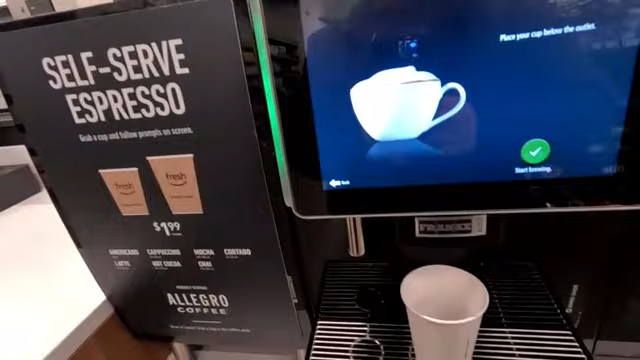 SELF-SERVE
ESPRESSO
Grab a cup and follow prompts on screen.
fresh
fresh
$1.99
AMERICANO CAPPUCCINO MOCHA CORTADO
LATTE HOT COCOA CHAI
ALLEGRO
COFFEE
Place your cup below the outlet.
Start brewing.
Back
FRANKE